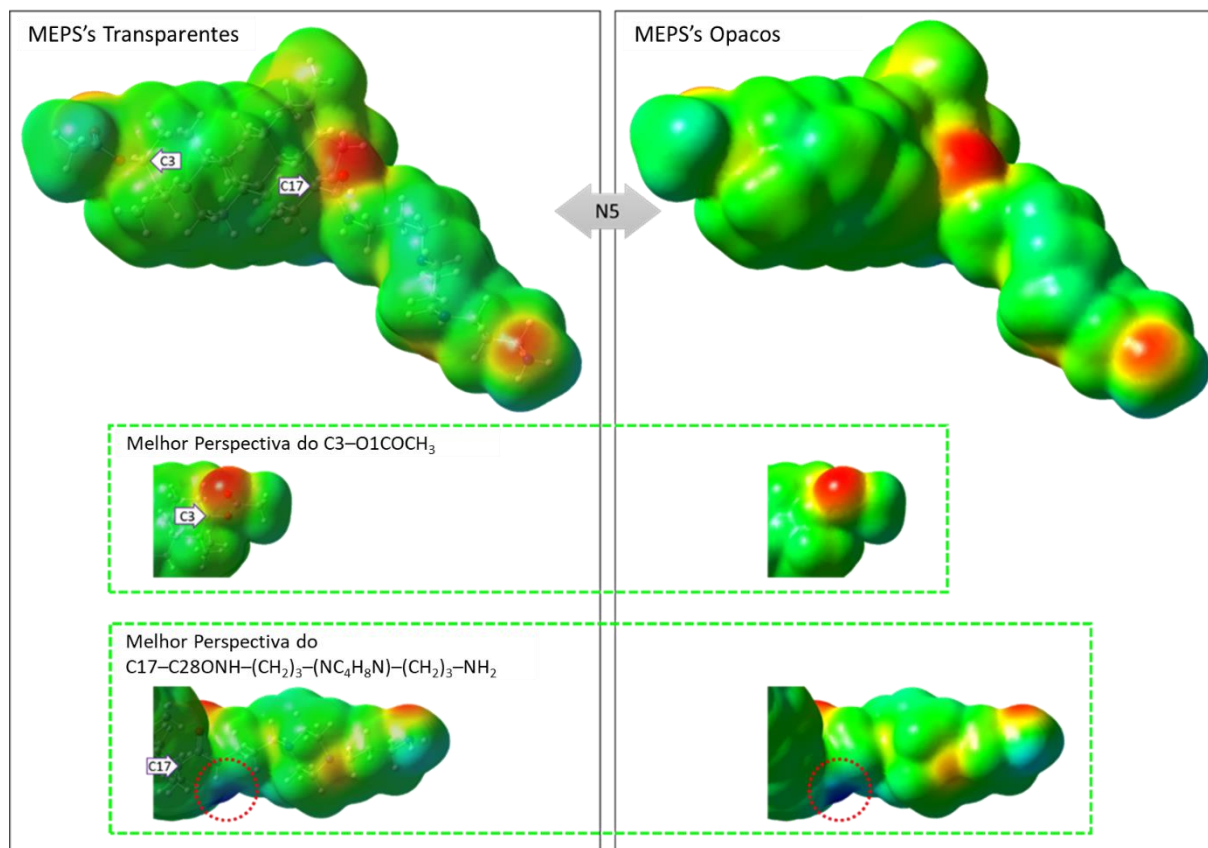 MEPS's Transparentes
MEPS's Opacos
C3
C17
N5
Melhor Perspectiva do C3–O1COCH₃
C3
Melhor Perspectiva do
C17–C28ONH–(CH₂)₃–(NC₄H₈N)–(CH₂)₃–NH₂
C17